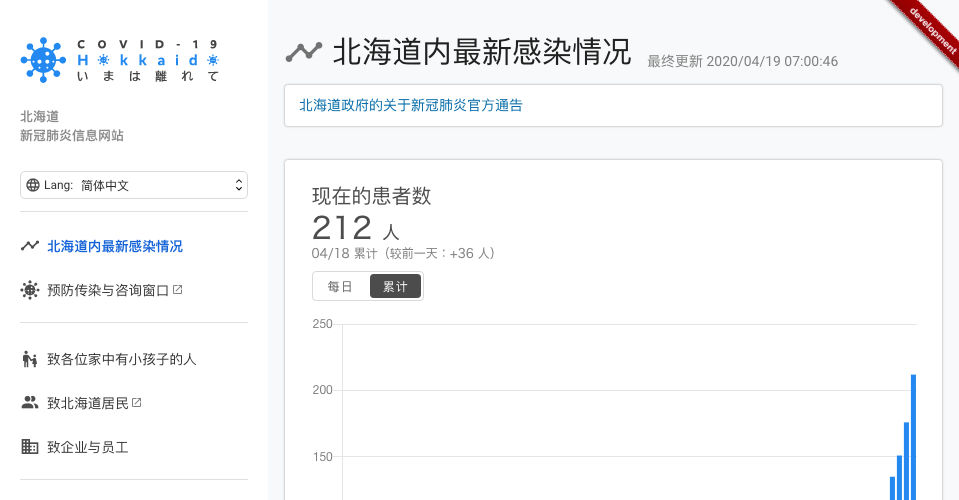 COVID-19
Hokkaido
いまは離れて
北海道
新冠肺炎信息网站
Lang: 简体中文
北海道内最新感染情况
预防传染与咨询窗口
致各位家中有小孩子的人
致北海道居民
致企业与员工
北海道内最新感染情况
最终更新 2020/04/19 07:00:46
development
北海道政府的关于新冠肺炎官方通告
现在的患者数
212 人
04/18 累计（较前一天：+36 人）
每日 累计
250
200
150